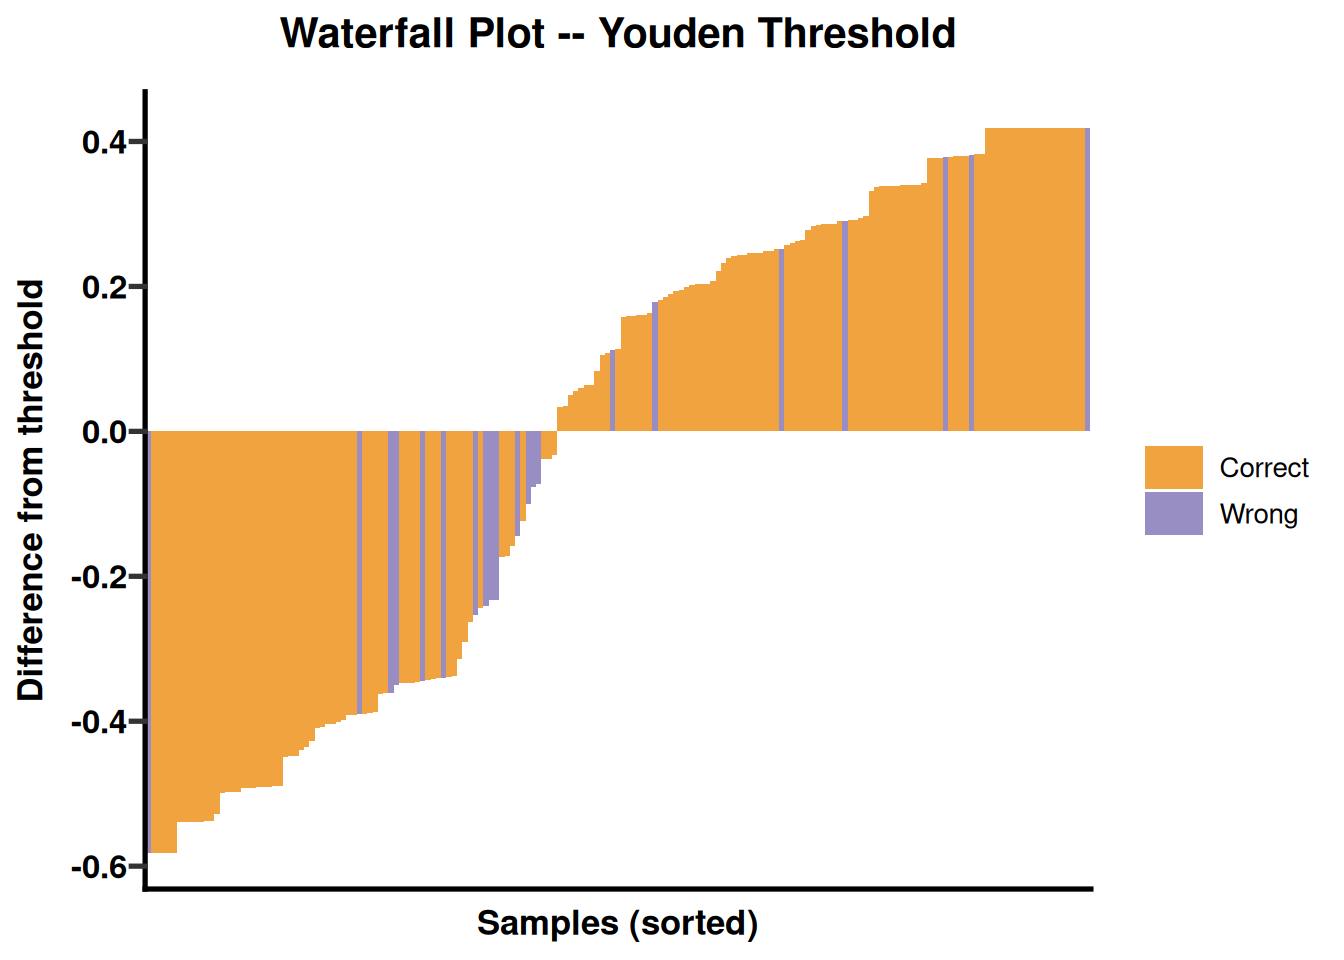 Waterfall Plot -- Youden Threshold
Difference from threshold
0.4
0.2
0.0
-0.2
-0.4
-0.6
Samples (sorted)
Correct
Wrong